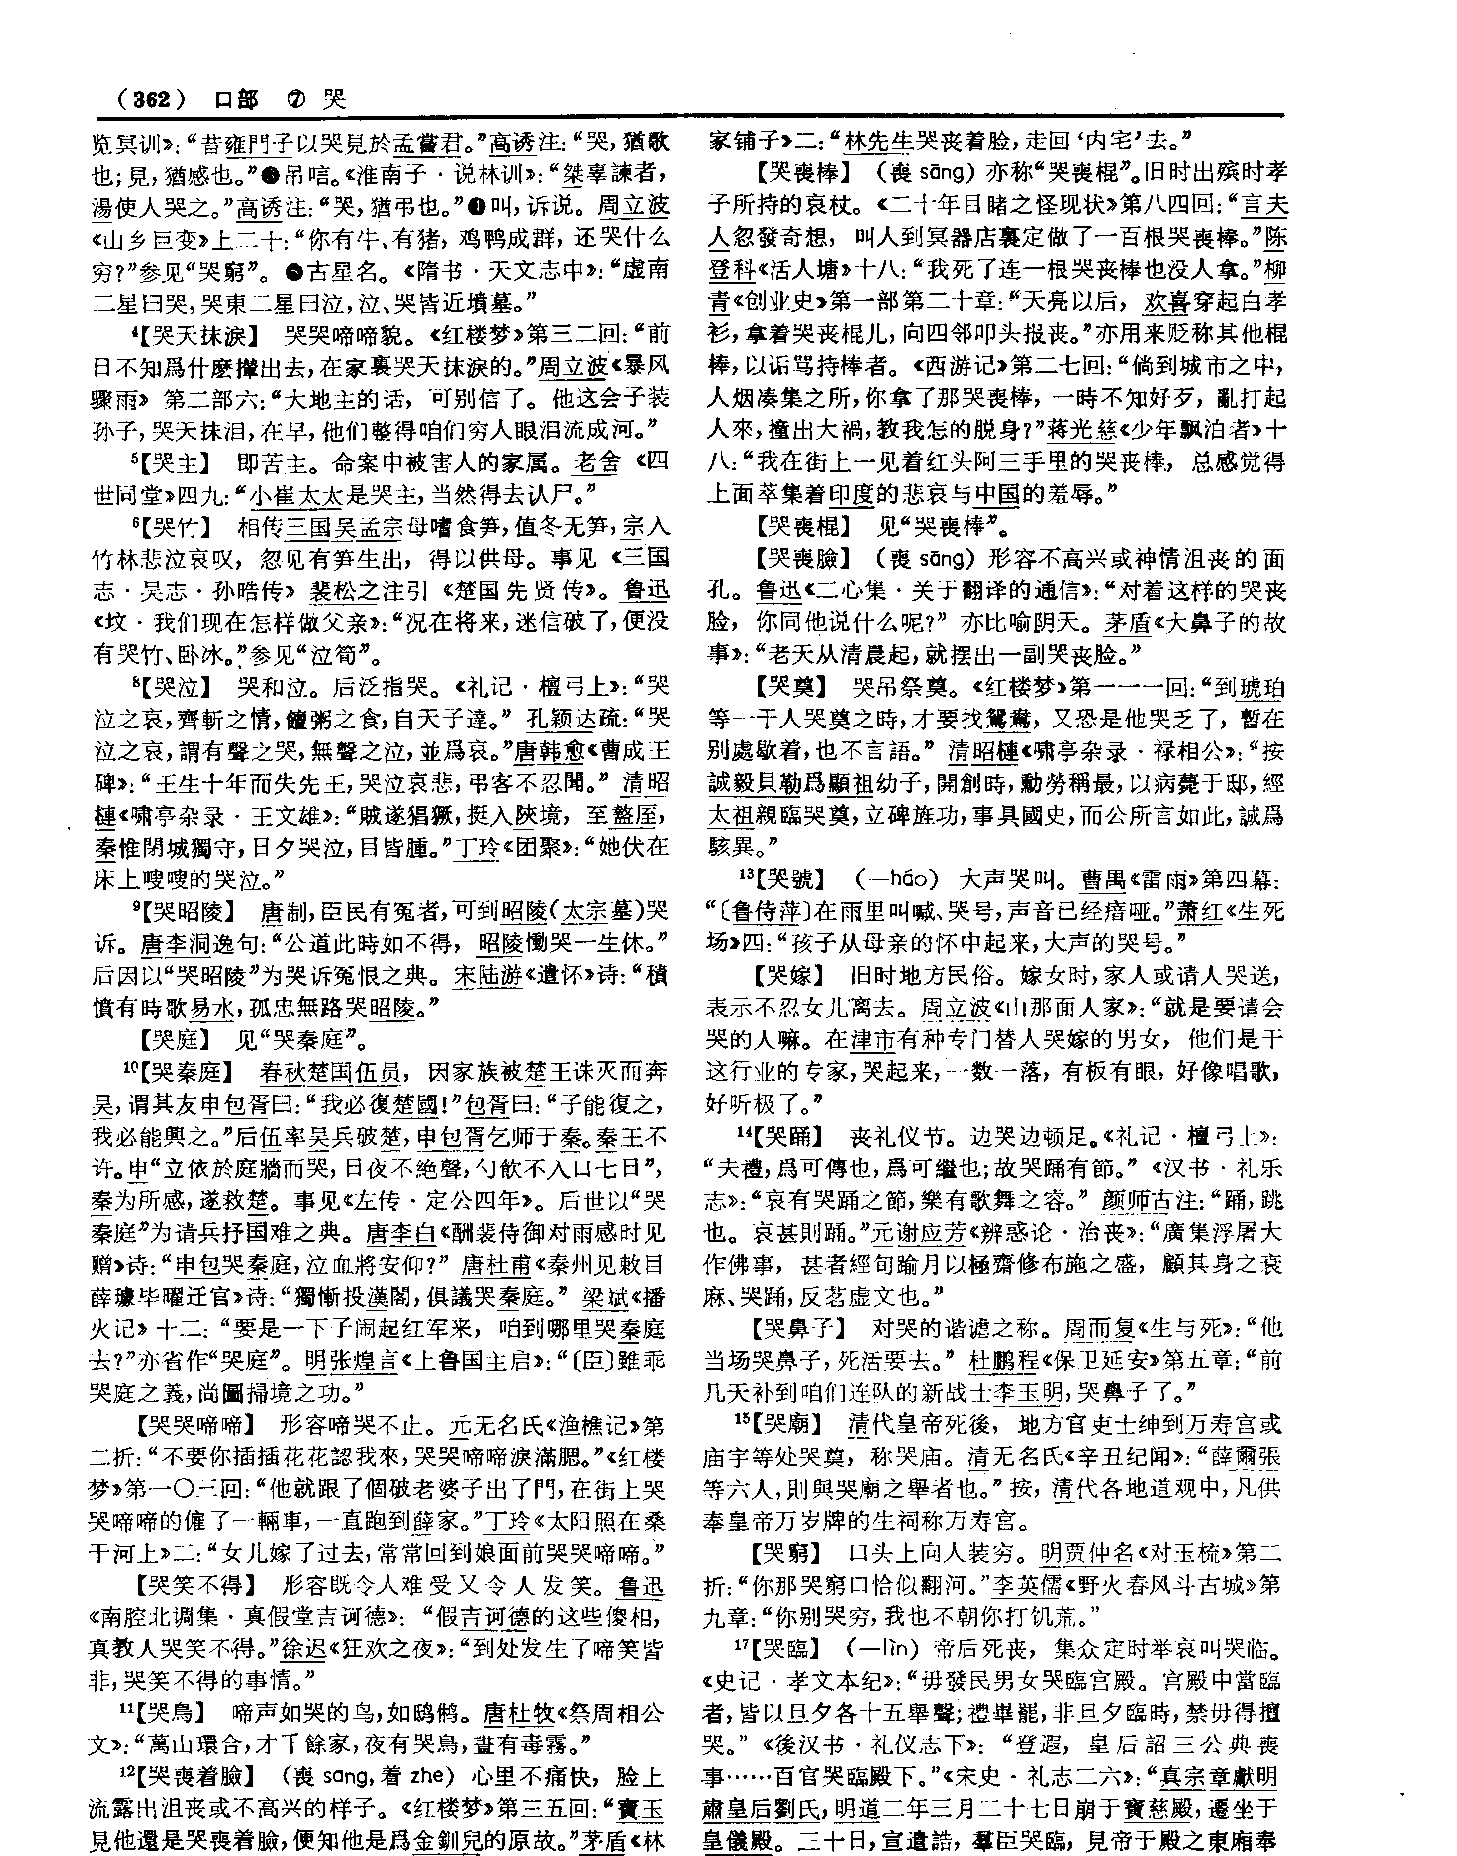 （362） 口部 ⑦ 哭
览冥训》：“昔雍門子以哭見於孟嘗君。”高诱注：“哭，猶歌
也；見，猶感也。”❸吊唁。《淮南子·说林训》：“桀辜諫者，
湯使人哭之。”高诱注：“哭，猶弔也。”❹叫，诉说。周立波
《山乡巨变》上二十：“你有牛、有猪，鸡鸭成群，还哭什么
穷？”参见“哭窮”。❺古星名。《隋书·天文志中》：“虚南
二星曰哭，哭東二星曰泣，泣、哭皆近墳墓。”
⁴【哭天抹淚】 哭哭啼啼貌。《红楼梦》第三二回：“前
日不知爲什麽攆出去，在家裏哭天抹淚的。”周立波《暴风
骤雨》第二部六：“大地主的话，可别信了。他这会子装
孙子，哭天抹泪，在早，他们整得咱们穷人眼泪流成河。”
⁵【哭主】 即苦主。命案中被害人的家属。老舍《四
世同堂》四九：“小崔太太是哭主，当然得去认尸。”
⁶【哭竹】 相传三国吴孟宗母嗜食笋，值冬无笋，宗入
竹林悲泣哀叹，忽见有笋生出，得以供母。事见《三国
志·吴志·孙晧传》裴松之注引《楚国先贤传》。鲁迅
《坟·我们现在怎样做父亲》：“况在将来，迷信破了，便没
有哭竹、卧冰。”参见“泣筍”。
⁸【哭泣】 哭和泣。后泛指哭。《礼记·檀弓上》：“哭
泣之哀，齊斬之情，饘粥之食，自天子達。”孔颖达疏：“哭
泣之哀，謂有聲之哭，無聲之泣，並爲哀。”唐韩愈《曹成王
碑》：“王生十年而失先王，哭泣哀悲，弔客不忍聞。”清昭
槤《啸亭杂录·王文雄》：“賊遂猖獗，挺入陝境，至盩厔，
秦惟閉城獨守，日夕哭泣，目皆腫。”丁玲《团聚》：“她伏在
床上嗖嗖的哭泣。”
⁹【哭昭陵】 唐制，臣民有冤者，可到昭陵（太宗墓）哭
诉。唐李洞逸句：“公道此時如不得，昭陵慟哭一生休。”
后因以“哭昭陵”为哭诉冤恨之典。宋陆游《遣怀》诗：“積
憤有時歌易水，孤忠無路哭昭陵。”
【哭庭】 见“哭秦庭”。
¹⁰【哭秦庭】 春秋楚国伍员，因家族被楚王诛灭而奔
吴，谓其友申包胥曰：“我必復楚國！”包胥曰：“子能復之，
我必能興之。”后伍率吴兵破楚，申包胥乞师于秦。秦王不
许。申“立依於庭牆而哭，日夜不絶聲，勺飲不入口七日”，
秦为所感，遂救楚。事见《左传·定公四年》。后世以“哭
秦庭”为请兵抒国难之典。唐李白《酬裴侍御对雨感时见
赠》诗：“申包哭秦庭，泣血將安仰？”唐杜甫《秦州见敕目
薛璩毕曜迁官》诗：“獨慚投漢閣，俱議哭秦庭。”梁斌《播
火记》十二：“要是一下子闹起红军来，咱到哪里哭秦庭
去？”亦省作“哭庭”。明张煌言《上鲁国主启》：“〔臣〕雖乖
哭庭之義，尚圖掃境之功。”
【哭哭啼啼】 形容啼哭不止。元无名氏《渔樵记》第
二折：“不要你插插花花認我來，哭哭啼啼淚滿腮。”《红楼
梦》第一〇三回：“他就跟了個破老婆子出了門，在街上哭
哭啼啼的僱了一輛車，一直跑到薛家。”丁玲《太阳照在桑
干河上》二：“女儿嫁了过去，常常回到娘面前哭哭啼啼。”
【哭笑不得】 形容既令人难受又令人发笑。鲁迅
《南腔北调集·真假堂吉诃德》：“假吉诃德的这些傻相，
真教人哭笑不得。”徐迟《狂欢之夜》：“到处发生了啼笑皆
非，哭笑不得的事情。”
¹¹【哭鳥】 啼声如哭的鸟，如鸱鸺。唐杜牧《祭周相公
文》：“萬山環合，才千餘家，夜有哭鳥，晝有毒霧。”
¹²【哭喪着臉】 （喪 sāng，着 zhe） 心里不痛快，脸上
流露出沮丧或不高兴的样子。《红楼梦》第三五回：“寶玉
見他還是哭喪着臉，便知他是爲金釧兒的原故。”茅盾《林
家铺子》二：“林先生哭丧着脸，走回‘内宅’去。”
【哭喪棒】 （喪 sāng） 亦称“哭喪棍”。旧时出殡时孝
子所持的哀杖。《二十年目睹之怪现状》第八四回：“言夫
人忽發奇想，叫人到冥器店裏定做了一百根哭喪棒。”陈
登科《活人塘》十八：“我死了连一根哭丧棒也没人拿。”柳
青《创业史》第一部第二十章：“天亮以后，欢喜穿起白孝
衫，拿着哭丧棍儿，向四邻叩头报丧。”亦用来贬称其他棍
棒，以诟骂持棒者。《西游记》第二七回：“倘到城市之中，
人烟凑集之所，你拿了那哭喪棒，一時不知好歹，亂打起
人來，撞出大禍，教我怎的脱身？”蒋光慈《少年飘泊者》十
八：“我在街上一见着红头阿三手里的哭丧棒，总感觉得
上面萃集着印度的悲哀与中国的羞辱。”
【哭喪棍】 见“哭喪棒”。
【哭喪臉】 （喪 sāng） 形容不高兴或神情沮丧的面
孔。鲁迅《二心集·关于翻译的通信》：“对着这样的哭丧
脸，你同他说什么呢？”亦比喻阴天。茅盾《大鼻子的故
事》：“老天从清晨起，就摆出一副哭丧脸。”
【哭奠】 哭吊祭奠。《红楼梦》第一一一回：“到琥珀
等一干人哭奠之時，才要找鴛鴦，又恐是他哭乏了，暫在
别處歇着，也不言語。”清昭槤《啸亭杂录·禄相公》：“按
誠毅貝勒爲顯祖幼子，開創時，勳勞稱最，以病薨于邸，經
太祖親臨哭奠，立碑旌功，事具國史，而公所言如此，誠爲
駭異。”
¹³【哭號】 （—háo） 大声哭叫。曹禺《雷雨》第四幕：
“〔鲁侍萍〕在雨里叫喊、哭号，声音已经瘖哑。”萧红《生死
场》四：“孩子从母亲的怀中起来，大声的哭号。”
【哭嫁】 旧时地方民俗。嫁女时，家人或请人哭送，
表示不忍女儿离去。周立波《山那面人家》：“就是要请会
哭的人嘛。在津市有种专门替人哭嫁的男女，他们是干
这行业的专家，哭起来，一数一落，有板有眼，好像唱歌，
好听极了。”
¹⁴【哭踊】 丧礼仪节。边哭边顿足。《礼记·檀弓上》：
“夫禮，爲可傳也，爲可繼也；故哭踊有節。”《汉书·礼乐
志》：“哀有哭踊之節，樂有歌舞之容。”颜师古注：“踊，跳
也。哀甚則踊。”元谢应芳《辨惑论·治丧》：“廣集浮屠大
作佛事，甚者經旬踰月以極齋修布施之盛，顧其身之衰
麻、哭踊，反茗虚文也。”
【哭鼻子】 对哭的谐谑之称。周而复《生与死》：“他
当场哭鼻子，死活要去。”杜鹏程《保卫延安》第五章：“前
几天补到咱们连队的新战士李玉明，哭鼻子了。”
¹⁵【哭廟】 清代皇帝死後，地方官吏士绅到万寿宫或
庙宇等处哭奠，称哭庙。清无名氏《辛丑纪闻》：“薛爾張
等六人，則與哭廟之舉者也。”按，清代各地道观中，凡供
奉皇帝万岁牌的生祠称万寿宫。
【哭窮】 口头上向人装穷。明贾仲名《对玉梳》第二
折：“你那哭窮口恰似翻河。”李英儒《野火春风斗古城》第
九章：“你别哭穷，我也不朝你打饥荒。”
¹⁷【哭臨】 （—lìn） 帝后死丧，集众定时举哀叫哭临。
《史记·孝文本纪》：“毋發民男女哭臨宫殿。宫殿中當臨
者，皆以旦夕各十五舉聲；禮畢罷，非旦夕臨時，禁毋得擅
哭。”《後汉书·礼仪志下》：“登遐，皇后詔三公典喪
事……百官哭臨殿下。”《宋史·礼志二六》：“真宗章獻明
肅皇后劉氏，明道二年三月二十七日崩于寶慈殿，遷坐于
皇儀殿。三十日，宣遺誥，羣臣哭臨，見帝于殿之東廂奉